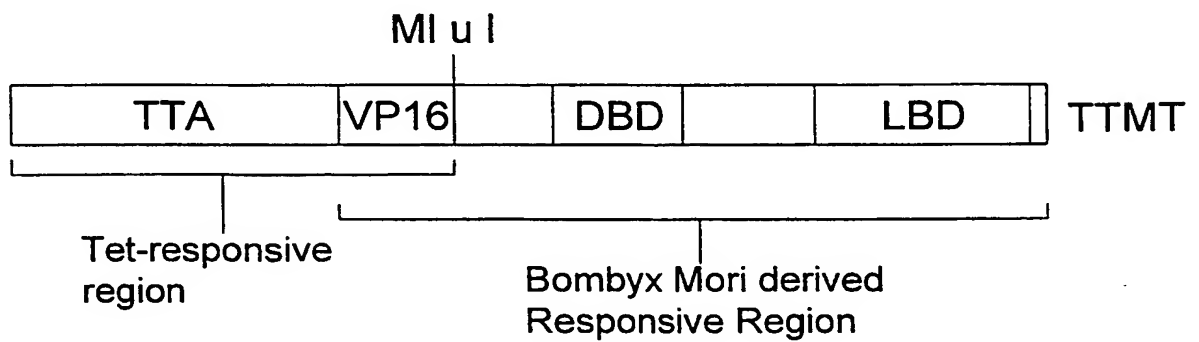 Ml u I
TTA VP16 DBD LBD TTMT
Tet-responsive
region
Bombyx Mori derived
Responsive Region